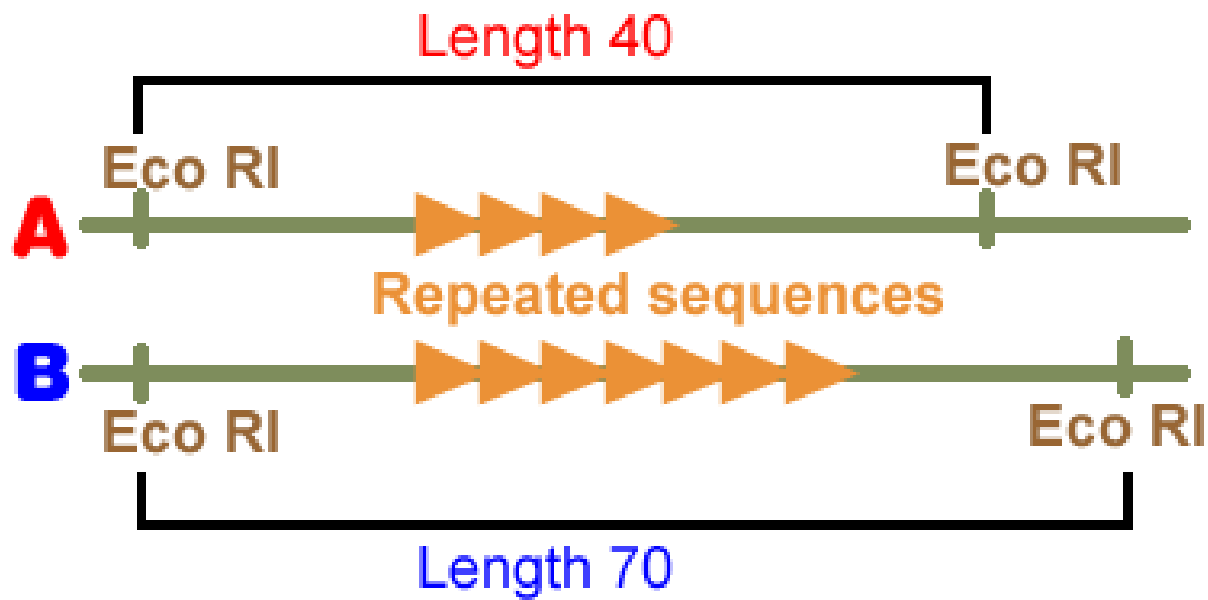 Length 40
Eco RI Eco RI
A
Repeated sequences
B
Eco RI Eco RI
Length 70